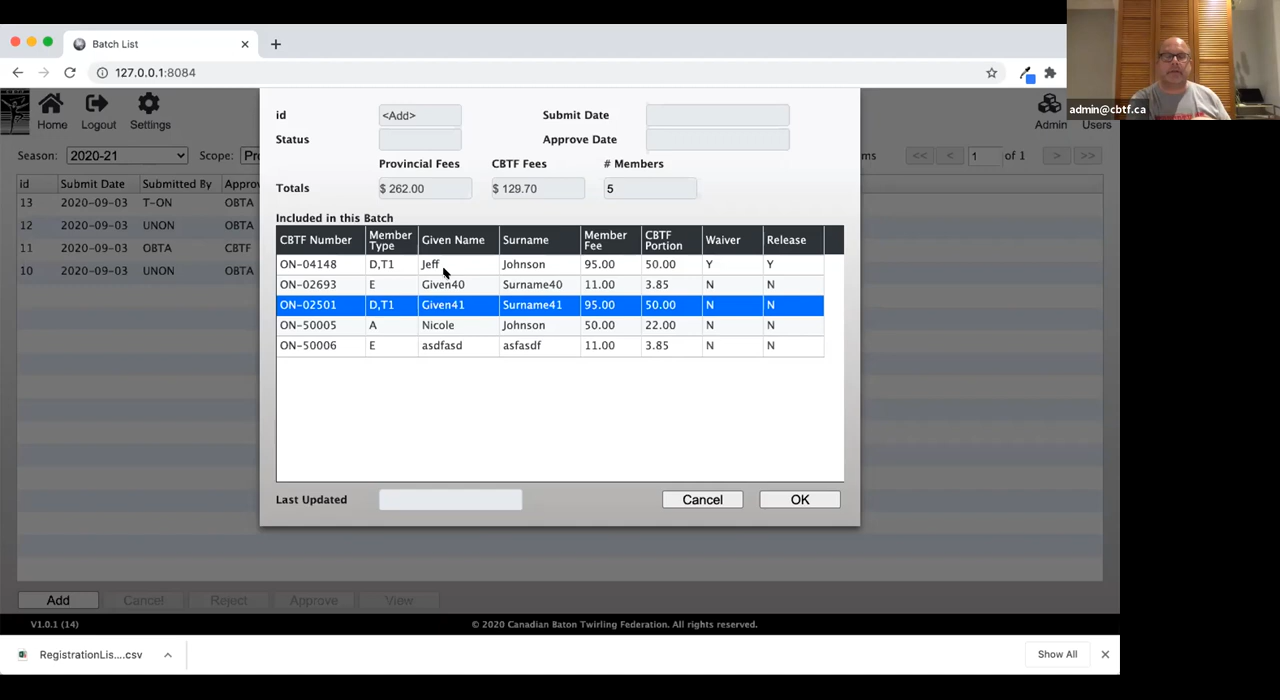 Batch List
127.0.0.1:8084
admin@cbtf.ca
Home Logout Settings Admin Users
Season: 2020-21 Scope: Pr ms << < 1 of 1 > >>
id Submit Date Submitted By Approv
13 2020-09-03 T-ON OBTA
12 2020-09-03 UNON OBTA
11 2020-09-03 OBTA CBTF
10 2020-09-03 UNON OBTA
id <Add> Submit Date
Status Approve Date
Provincial Fees CBTF Fees # Members
Totals $ 262.00 $ 129.70 5
Included in this Batch
CBTF Number Member Type Given Name Surname Member Fee CBTF Portion Waiver Release
ON-04148 D,T1 Jeff Johnson 95.00 50.00 Y Y
ON-02693 E Given40 Surname40 11.00 3.85 N N
ON-02501 D,T1 Given41 Surname41 95.00 50.00 N N
ON-50005 A Nicole Johnson 50.00 22.00 N N
ON-50006 E asdfasd asfasdf 11.00 3.85 N N
Last Updated Cancel OK
Add Cancel Reject Approve View
V1.0.1 (14) © 2020 Canadian Baton Twirling Federation. All rights reserved.
RegistrationLis....csv Show All